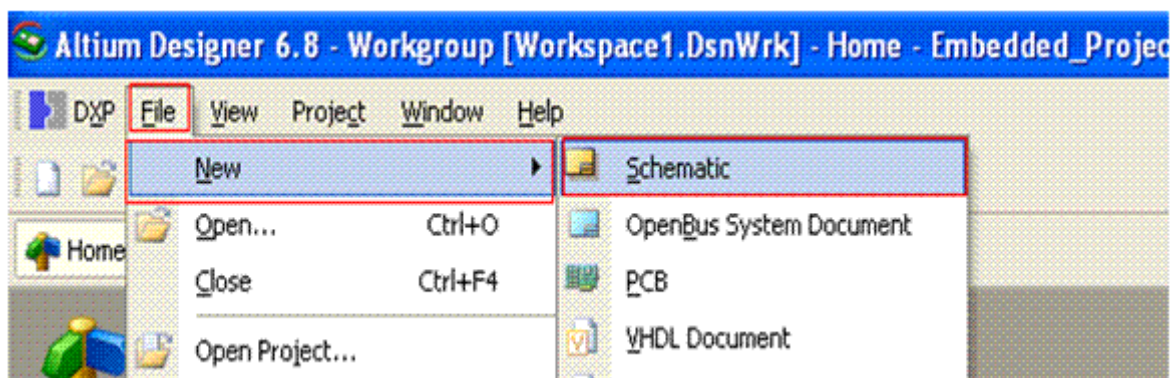 Altium Designer 6.8 - Workgroup [Workspace1.DsnWrk] - Home - Embedded_Projec
DXP File View Project Window Help
New Schematic
Open... Ctrl+O OpenBus System Document
Home
Close Ctrl+F4 PCB
Open Project... VHDL Document